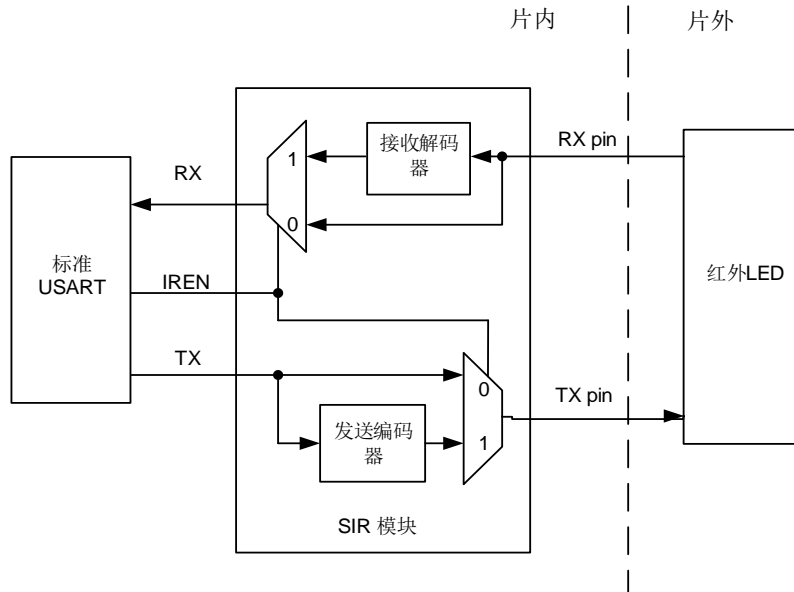 片内
片外
接收解码
器
RX pin
1
RX
0
标准
USART
IREN
红外LED
TX
0
TX pin
发送编码
器
1
SIR 模块